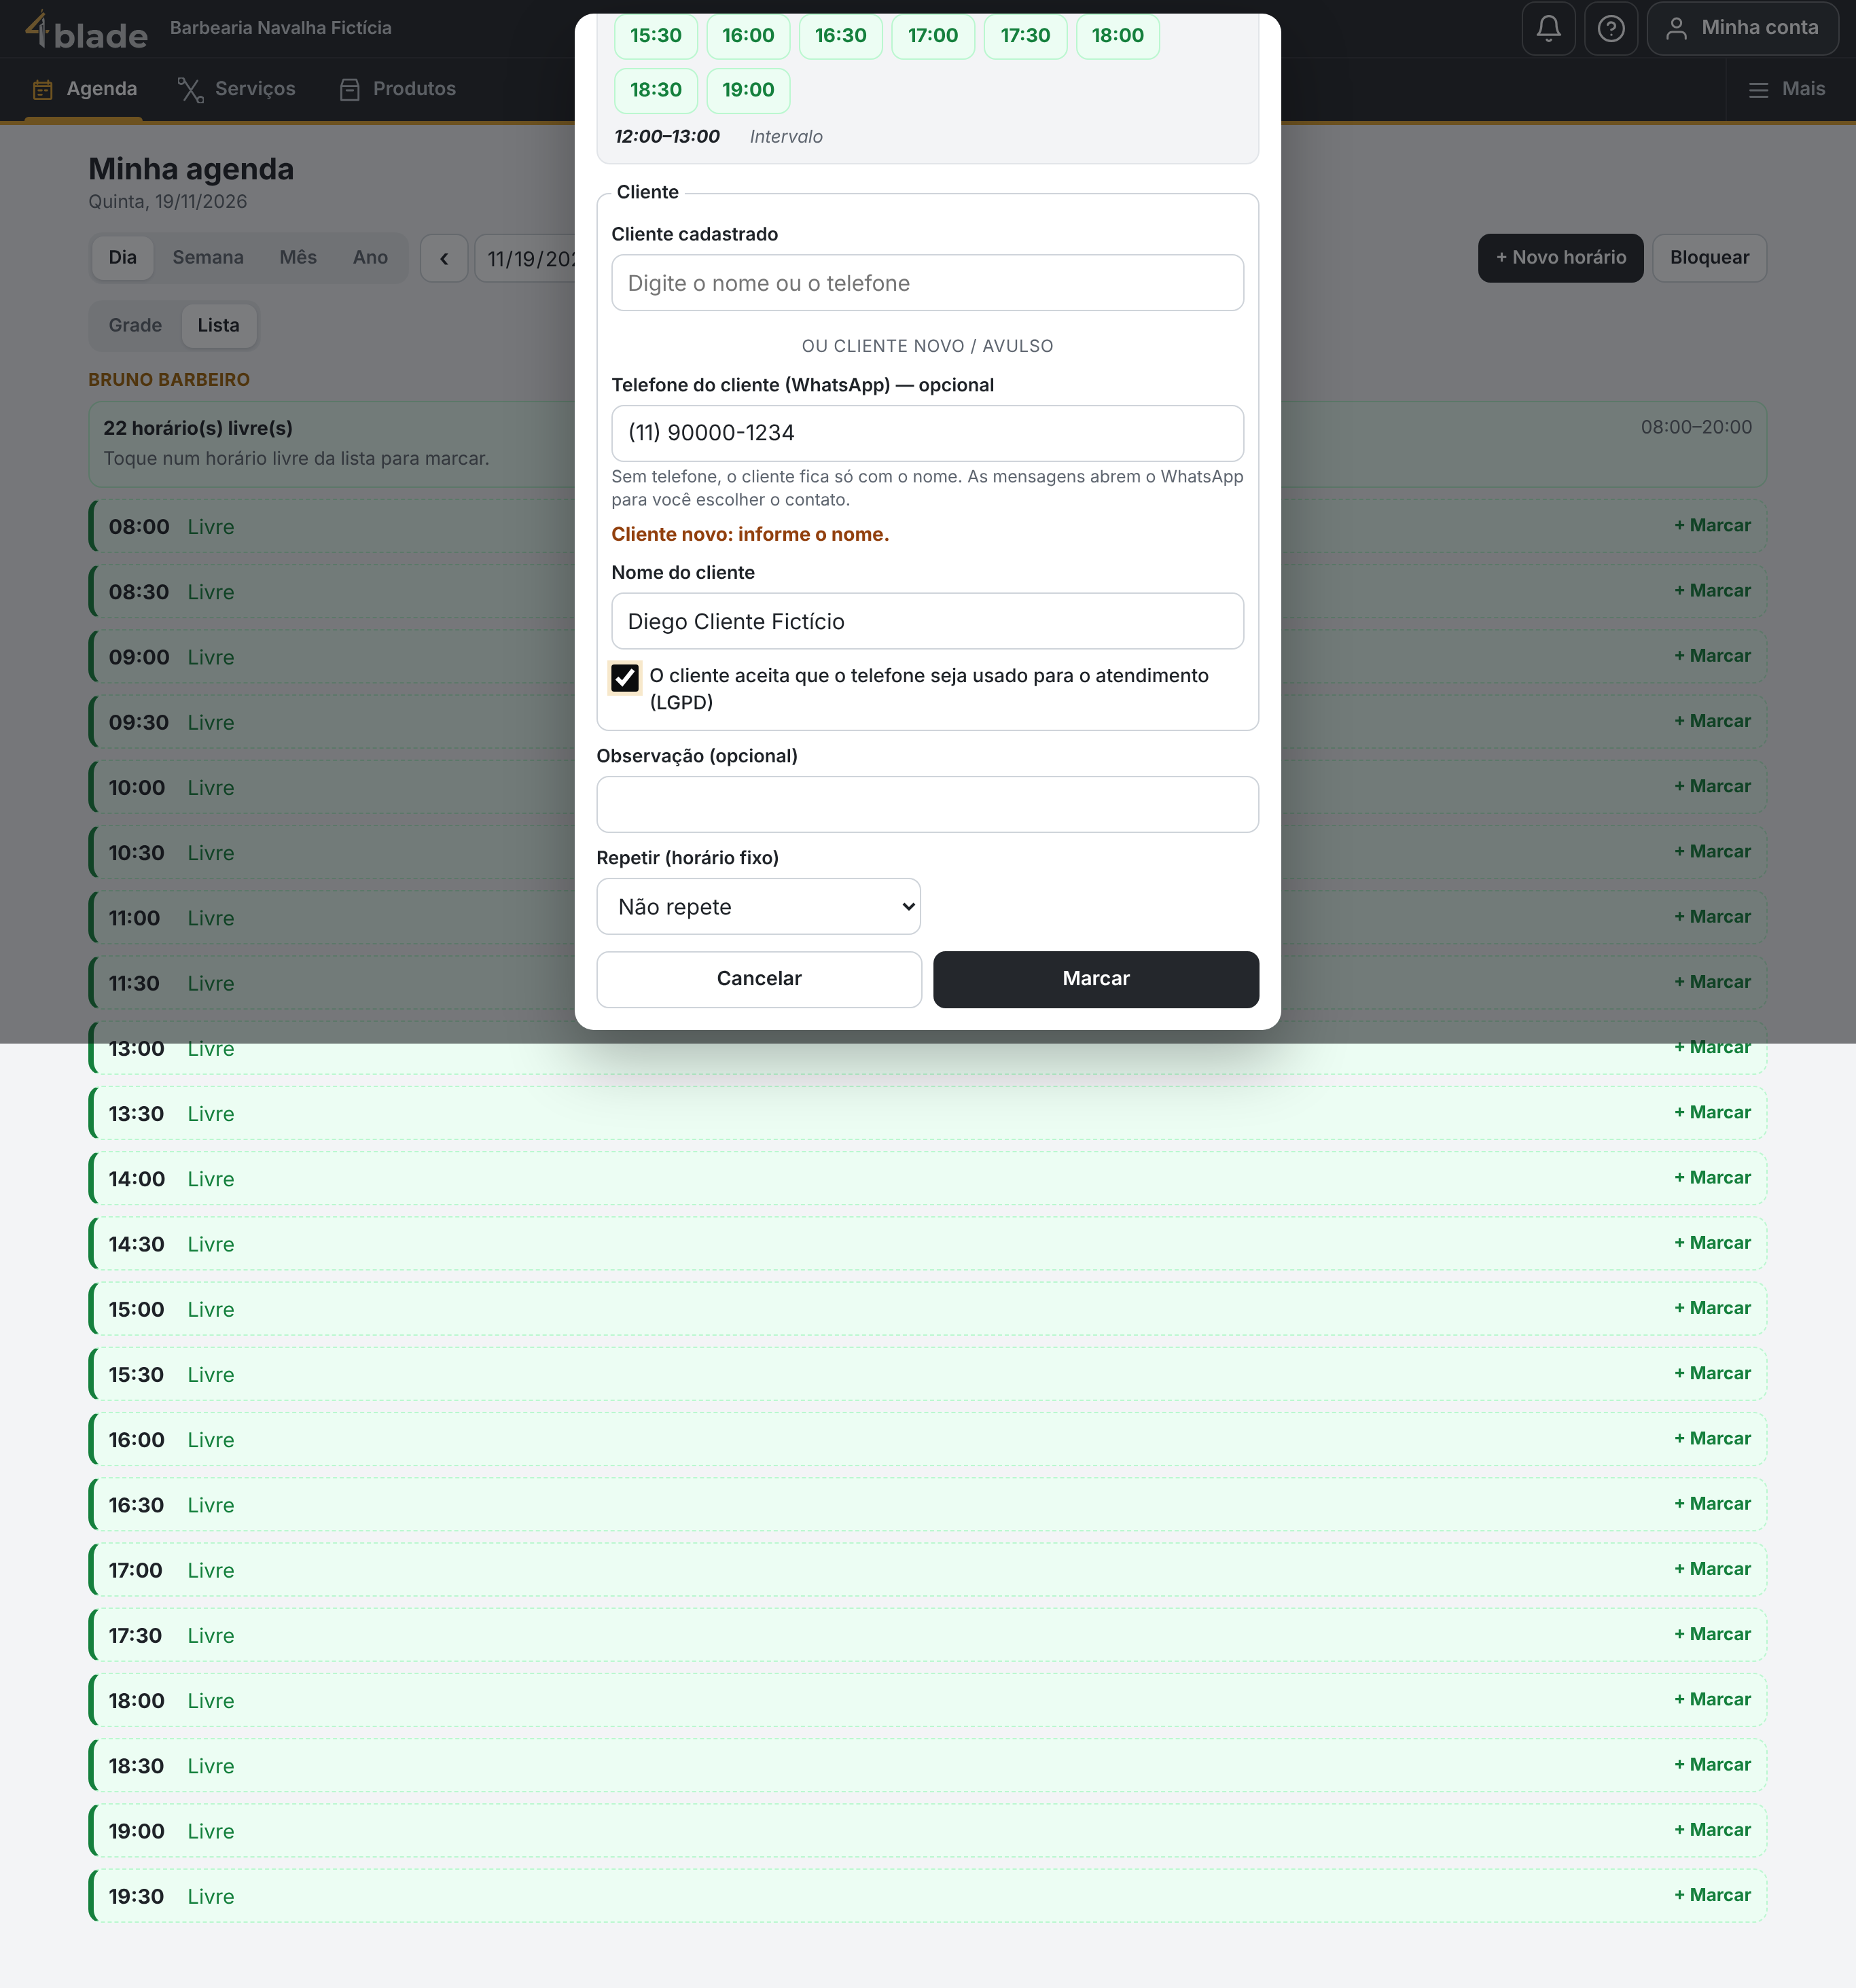 4blade
Barbearia Navalha Fictícia
Minha conta
Agenda
Serviços
Produtos
Mais
Minha agenda
Quinta, 19/11/2026
Dia
Semana
Mês
Ano
11/19/202
+ Novo horário
Bloquear
Grade
Lista
BRUNO BARBEIRO
22 horário(s) livre(s)
08:00–20:00
Toque num horário livre da lista para marcar.
08:00 Livre + Marcar
08:30 Livre + Marcar
09:00 Livre + Marcar
09:30 Livre + Marcar
10:00 Livre + Marcar
10:30 Livre + Marcar
11:00 Livre + Marcar
11:30 Livre + Marcar
13:00 Livre + Marcar
13:30 Livre + Marcar
14:00 Livre + Marcar
14:30 Livre + Marcar
15:00 Livre + Marcar
15:30 Livre + Marcar
16:00 Livre + Marcar
16:30 Livre + Marcar
17:00 Livre + Marcar
17:30 Livre + Marcar
18:00 Livre + Marcar
18:30 Livre + Marcar
19:00 Livre + Marcar
19:30 Livre + Marcar
15:30 16:00 16:30 17:00 17:30 18:00
18:30 19:00
12:00–13:00 Intervalo
Cliente
Cliente cadastrado
Digite o nome ou o telefone
OU CLIENTE NOVO / AVULSO
Telefone do cliente (WhatsApp) — opcional
(11) 90000-1234
Sem telefone, o cliente fica só com o nome. As mensagens abrem o WhatsApp
para você escolher o contato.
Cliente novo: informe o nome.
Nome do cliente
Diego Cliente Fictício
O cliente aceita que o telefone seja usado para o atendimento
(LGPD)
Observação (opcional)
Repetir (horário fixo)
Não repete
Cancelar
Marcar